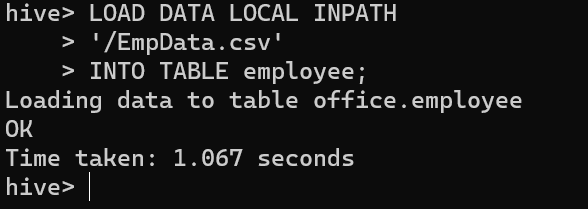 hive> LOAD DATA LOCAL INPATH
    > '/EmpData.csv'
    > INTO TABLE employee;
Loading data to table office.employee
OK
Time taken: 1.067 seconds
hive>